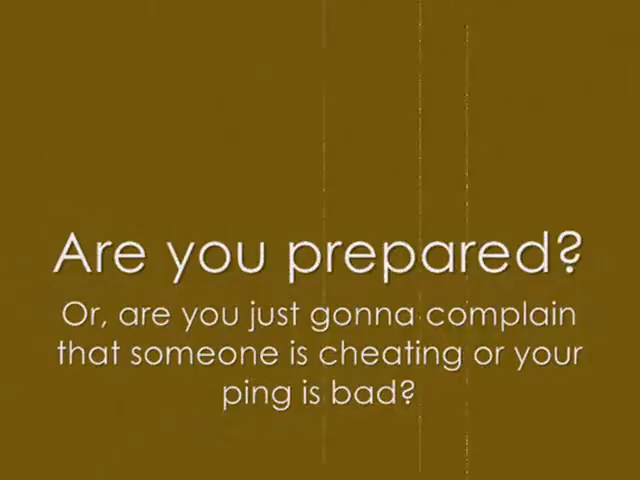 Are you prepared?
Or, are you just gonna complain
that someone is cheating or your
ping is bad?